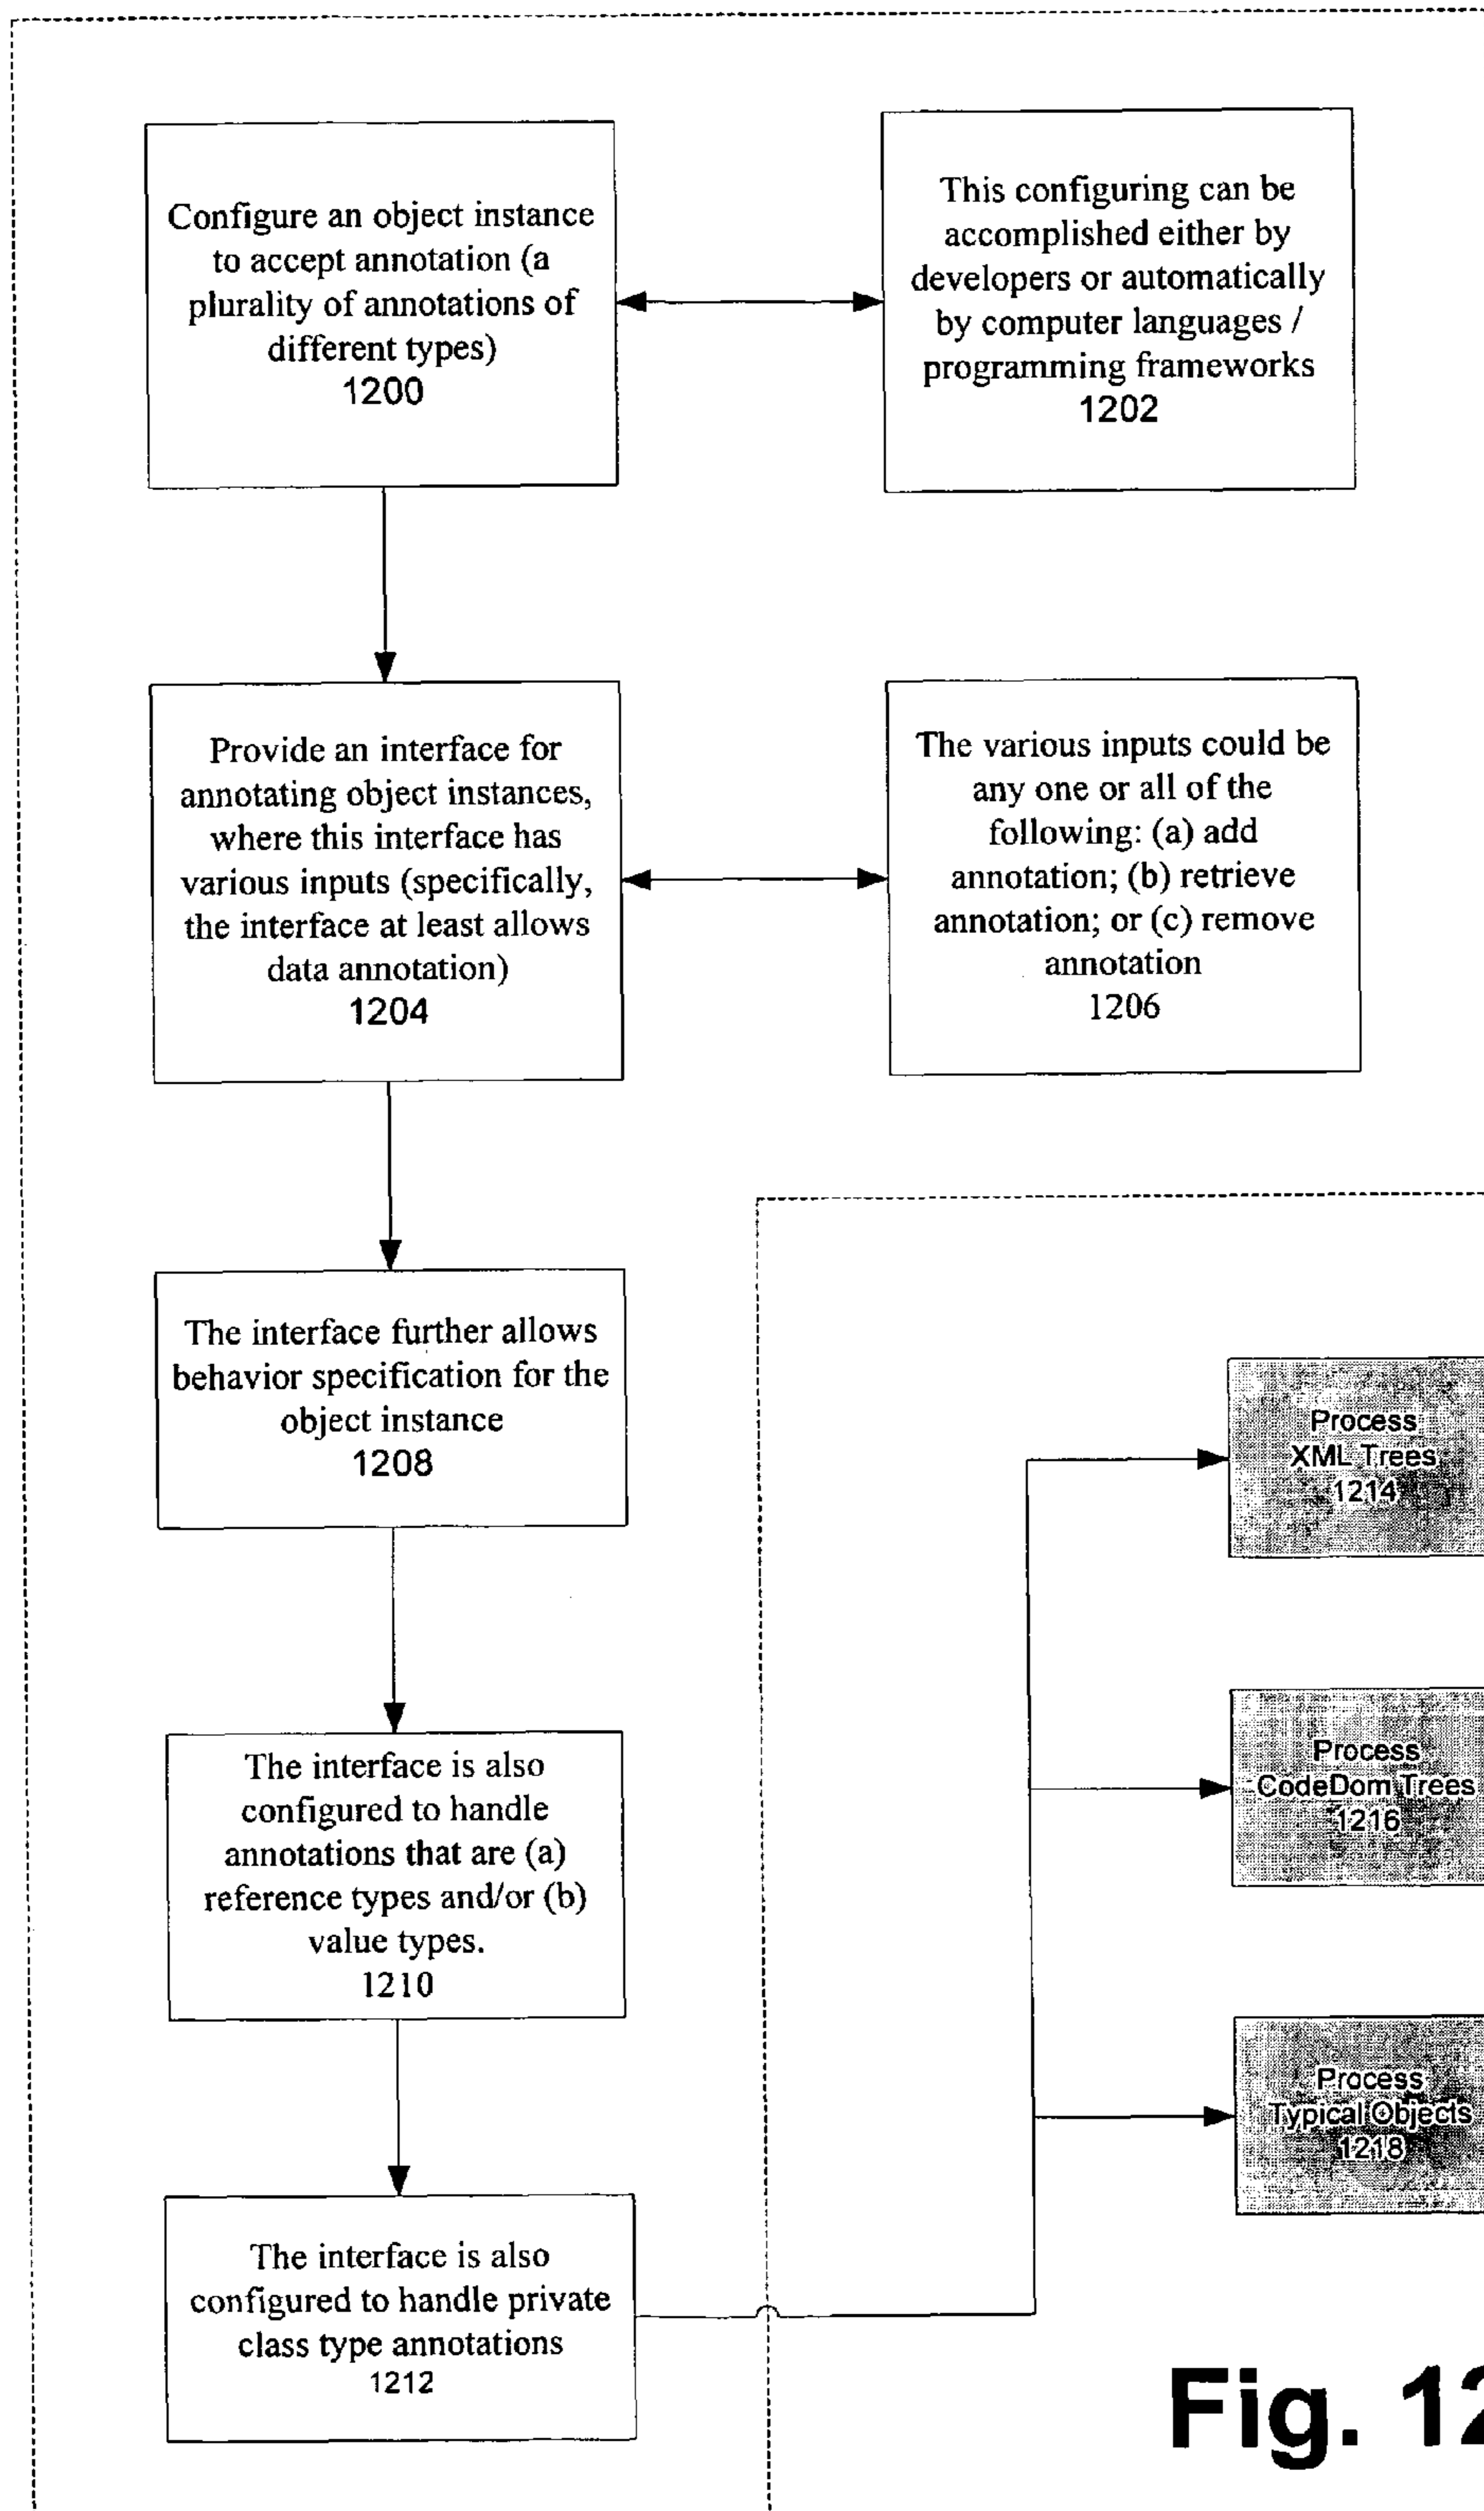 Configure an object instance
to accept annotation (a
plurality of annotations of
different types)
1200
This configuring can be
accomplished either by
developers or automatically
by computer languages /
programming frameworks
1202
Provide an interface for
annotating object instances,
where this interface has
various inputs (specifically,
the interface at least allows
data annotation)
1204
The various inputs could be
any one or all of the
following: (a) add
annotation; (b) retrieve
annotation; or (c) remove
annotation
1206
The interface further allows
behavior specification for the
object instance
1208
Process
XML Trees
1214
The interface is also
configured to handle
annotations that are (a)
reference types and/or (b)
value types.
1210
Process
CodeDom Trees
1216
Process
Typical Objects
1218
The interface is also
configured to handle private
class type annotations
1212
Fig. 12